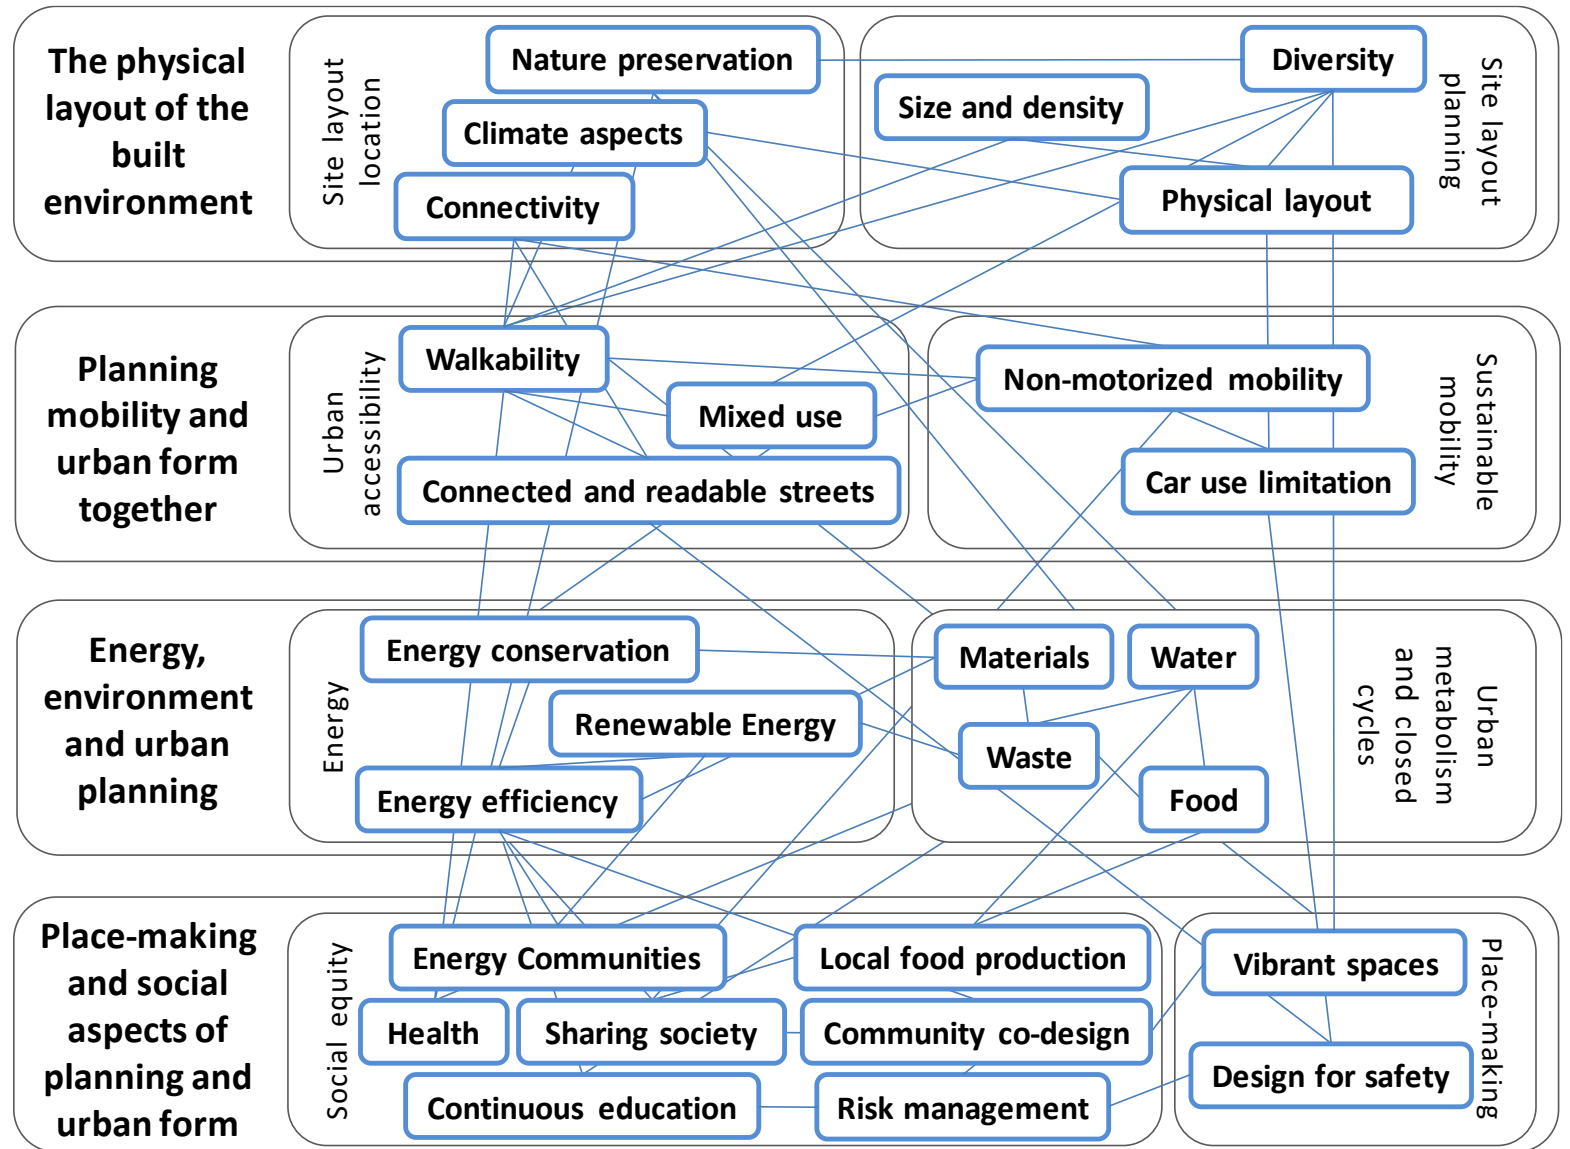 The physical
layout of the
built
environment
Site layout
location
Nature preservation
Climate aspects
Connectivity
Diversity
Size and density
Physical layout
Site layout
planning
Planning
mobility and
urban form
together
Urban
accessibility
Walkability
Mixed use
Connected and readable streets
Non-motorized mobility
Car use limitation
Sustainable
mobility
Energy,
environment
and urban
planning
Energy
Energy conservation
Renewable Energy
Energy efficiency
Materials
Water
Waste
Food
Urban
metabolism
and closed
cycles
Place-making
and social
aspects of
planning and
urban form
Social equity
Energy Communities
Local food production
Health
Sharing society
Community co-design
Continuous education
Risk management
Vibrant spaces
Design for safety
Place-making